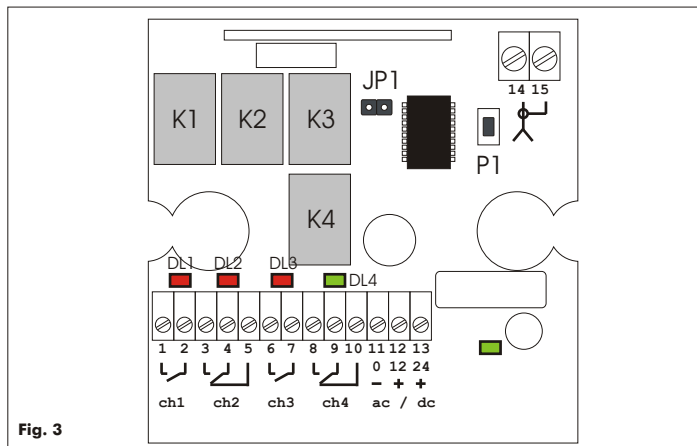 JP1
K1 K2 K3
14 15
P1
K4
DL1 DL2 DL3 DL4
1 2 3 4 5 6 7 8 9 10 11 12 13
0 12 24
- + +
ch1 ch2 ch3 ch4 ac / dc
Fig. 3